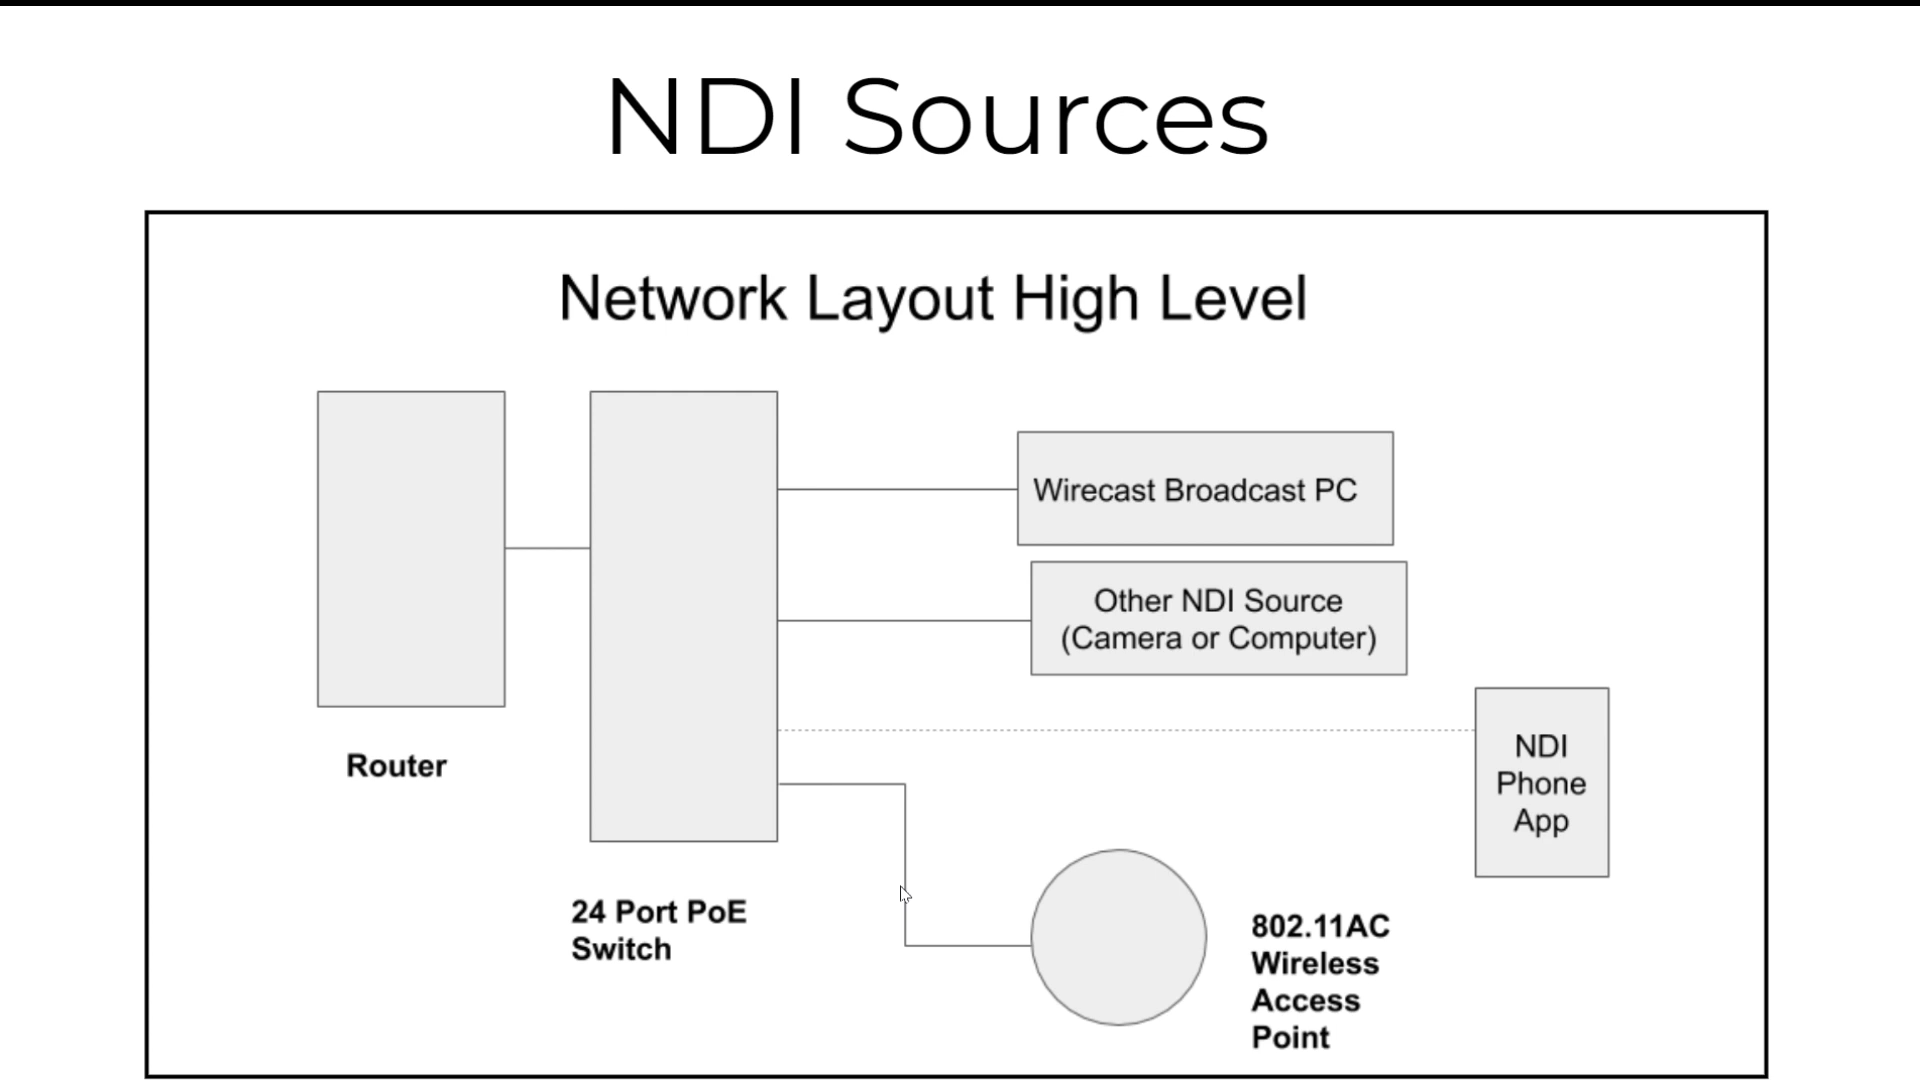 NDI Sources
Network Layout High Level
Wirecast Broadcast PC
Other NDI Source
(Camera or Computer)
NDI
Phone
App
Router
24 Port PoE
Switch
802.11AC
Wireless
Access
Point